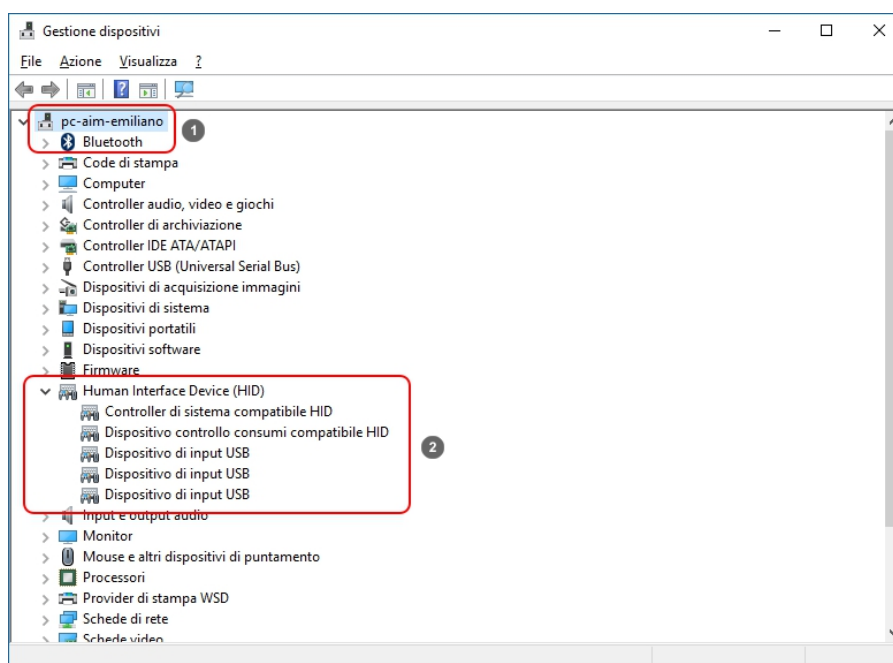 Gestione dispositivi
File Azione Visualizza ?
pc-aim-emiliano
1
Bluetooth
Code di stampa
Computer
Controller audio, video e giochi
Controller di archiviazione
Controller IDE ATA/ATAPI
Controller USB (Universal Serial Bus)
Dispositivi di acquisizione immagini
Dispositivi di sistema
Dispositivi portatili
Dispositivi software
Firmware
Human Interface Device (HID)
Controller di sistema compatibile HID
Dispositivo controllo consumi compatibile HID
2
Dispositivo di input USB
Dispositivo di input USB
Dispositivo di input USB
Input e output audio
Monitor
Mouse e altri dispositivi di puntamento
Processori
Provider di stampa WSD
Schede di rete
Schede video